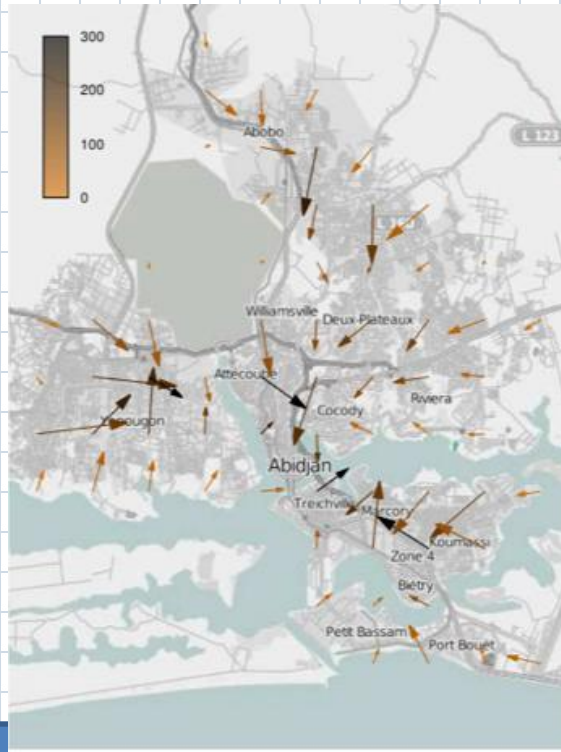 300
200
100
0
Abobo
L 123
Williamsville
Deux-Plateaux
Attecoube
Riviera
Cocody
Abidjan
Treichville
Marcory
Koumassi
Zone 4
Biétry
Petit Bassam
Port Bouët